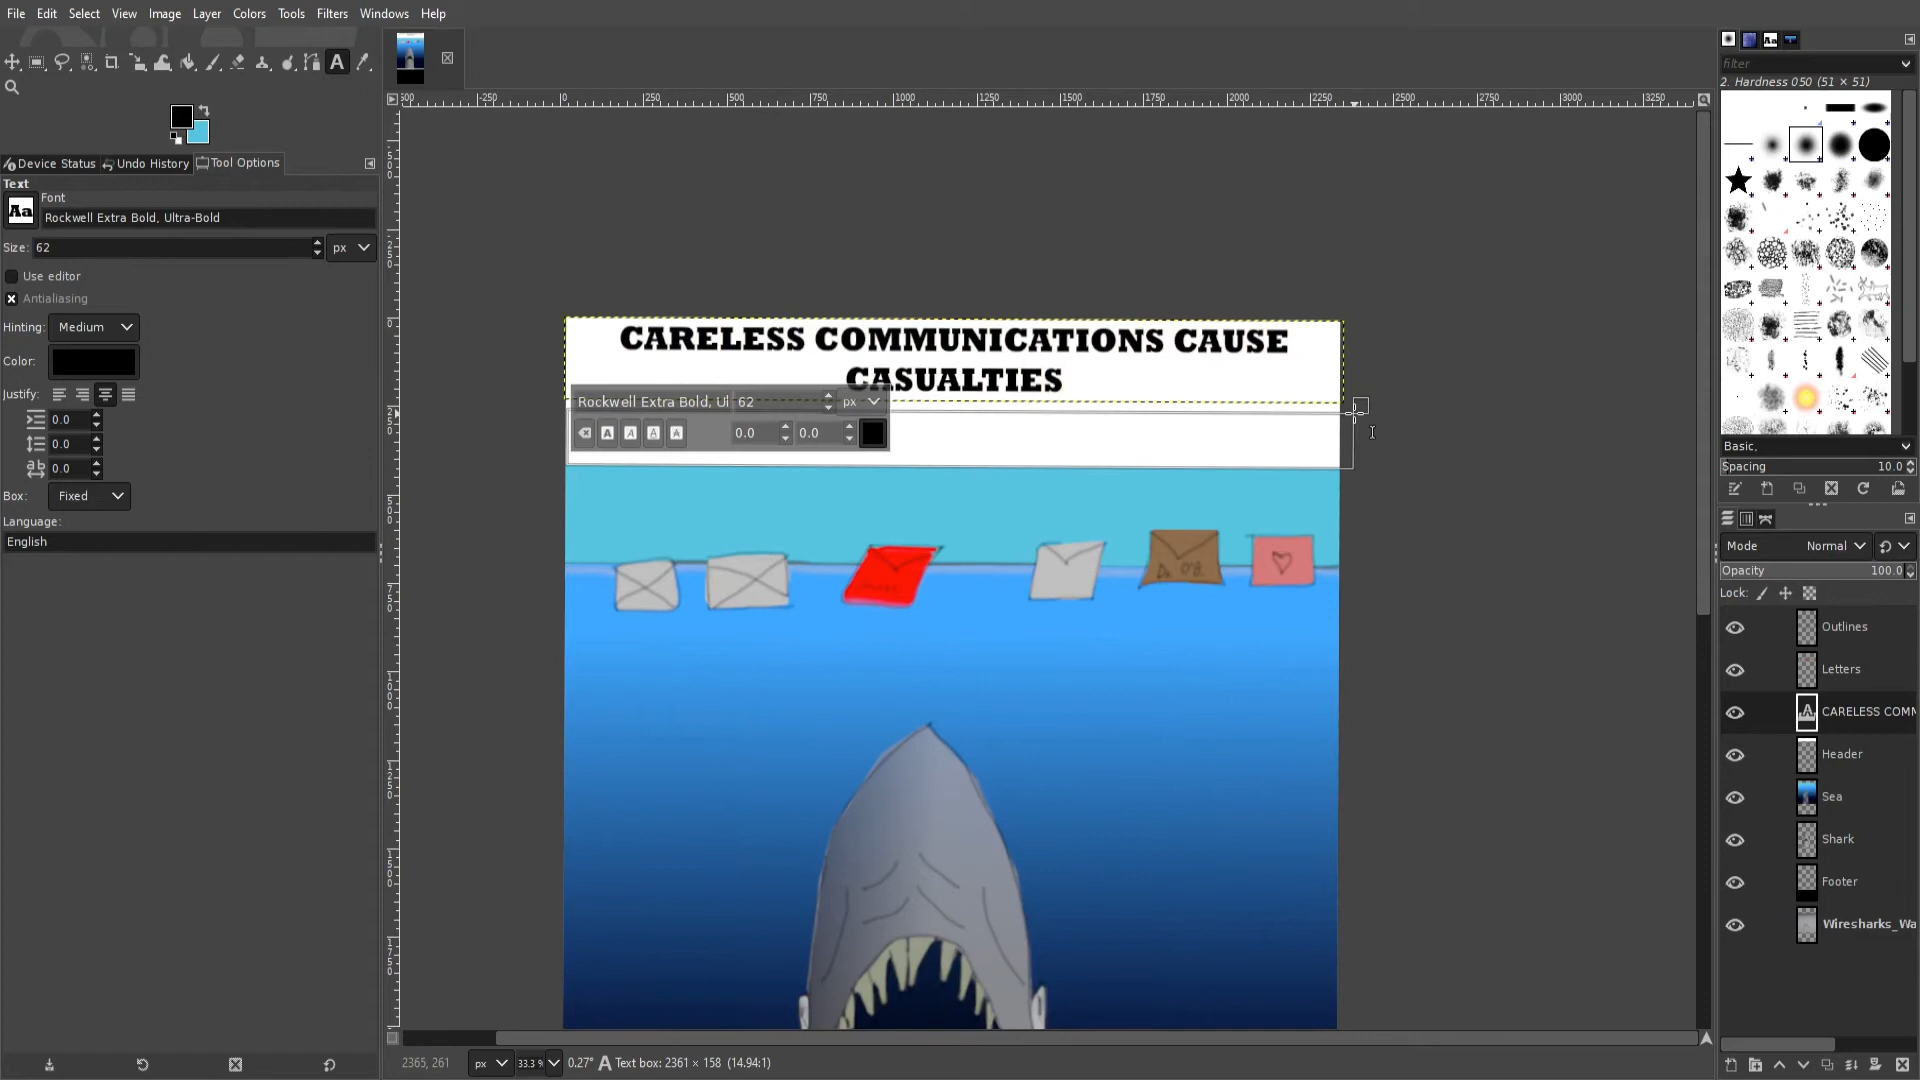 File Edit Select View Image Layer Colors Tools Filters Windows Help
Device Status Undo History Tool Options
Text
Font
Aa Rockwell Extra Bold, Ultra-Bold
Size: 62 px
Use editor
Antialiasing
Hinting: Medium
Color:
Justify:
0.0
0.0
0.0
Box: Fixed
Language:
English
CARELESS COMMUNICATIONS CAUSE
CASUALTIES
Rockwell Extra Bold, Ul 62 px
0.0 0.0
filter
2. Hardness 050 (51 × 51)
Basic,
Spacing 10.0
Mode Normal
Opacity 100.0
Lock:
Outlines
Letters
CARELESS COMM
Header
Sea
Shark
Footer
Wiresharks_Wa
2365, 261 px 33.3 % 0.27° Text box: 2361 × 158 (14.94:1)